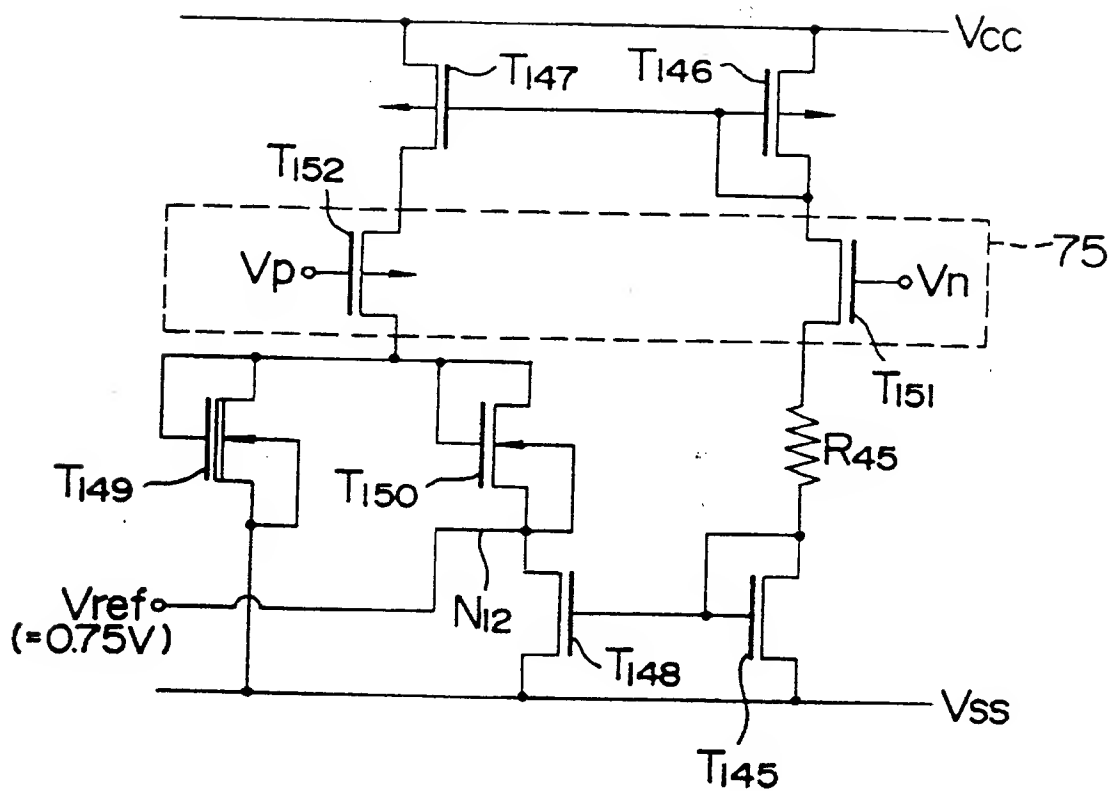 Vcc
T147
T146
T152
Vp
Vn
75
T151
R45
T149
T150
Vref
(=0.75V)
N12
T148
Vss
T145